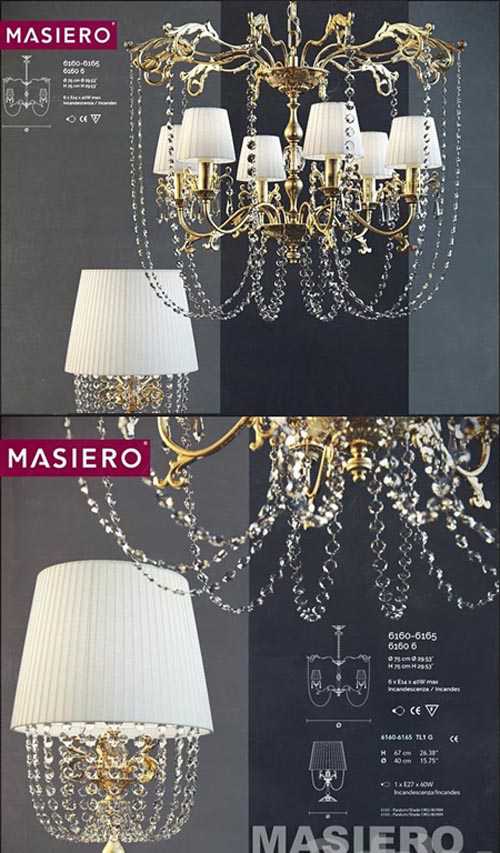 MASIERO
6160-6165
6160 6
Ø 75 cm Ø 29.53"
H 75 cm H 29.53"
6 x E14 x 40W max
Incandescenza / Incandes
MASIERO
6160-6165
6160 6
Ø 75 cm Ø 29.53"
H 75 cm H 29.53"
6 x E14 x 40W max
Incandescenza / Incandes
Ø
6160-6165 TL1 G
H 67 cm 26.38"
Ø 40 cm 15.75"
1 x E27 x 60W
Incandescenza/Incandes
Ø
MASIERO